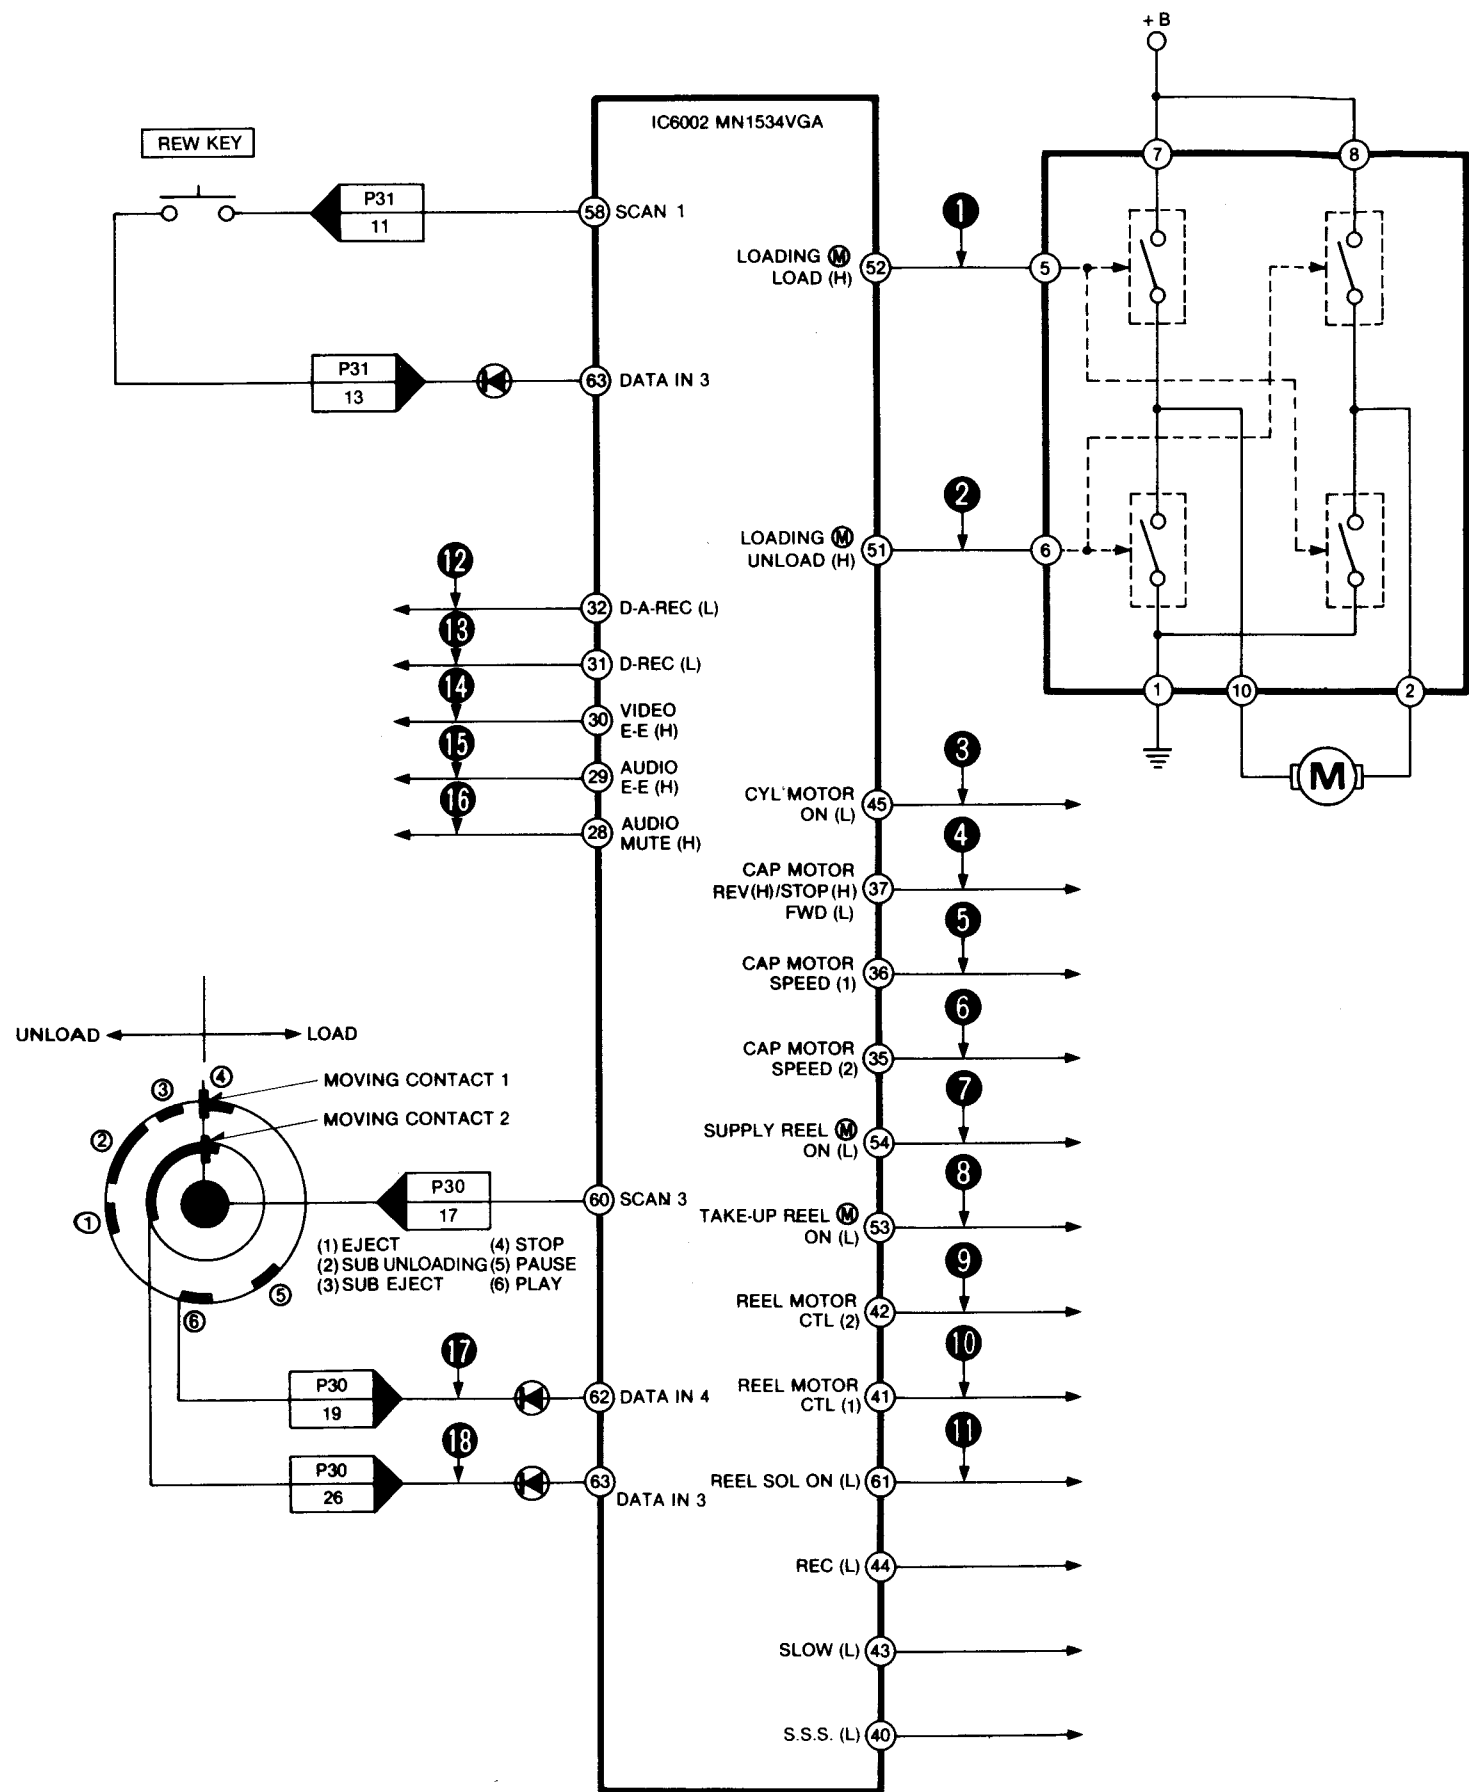 + B
IC6002 MN1534VGA
REW KEY
7
8
P31
11
58 SCAN 1
1
LOADING M
LOAD (H)
52
5
P31
13
63 DATA IN 3
2
LOADING M
UNLOAD (H)
51
6
12
32 D-A-REC (L)
13
31 D-REC (L)
14
30 VIDEO
E-E (H)
15
29 AUDIO
E-E (H)
16
28 AUDIO
MUTE (H)
1
10
2
M
3
CYL MOTOR
ON (L)
45
4
CAP MOTOR
REV(H)/STOP(H)
FWD (L)
37
5
CAP MOTOR
SPEED (1)
36
6
CAP MOTOR
SPEED (2)
35
7
SUPPLY REEL M
ON (L)
54
8
TAKE-UP REEL M
ON (L)
53
9
REEL MOTOR
CTL (2)
42
10
REEL MOTOR
CTL (1)
41
11
REEL SOL ON (L) 61
REC (L) 44
SLOW (L) 43
S.S.S. (L) 40
UNLOAD
LOAD
4
3
MOVING CONTACT 1
MOVING CONTACT 2
2
1
5
6
P30
17
60 SCAN 3
(1) EJECT (4) STOP
(2) SUB UNLOADING (5) PAUSE
(3) SUB EJECT (6) PLAY
17
P30
19
62 DATA IN 4
18
P30
26
63
DATA IN 3